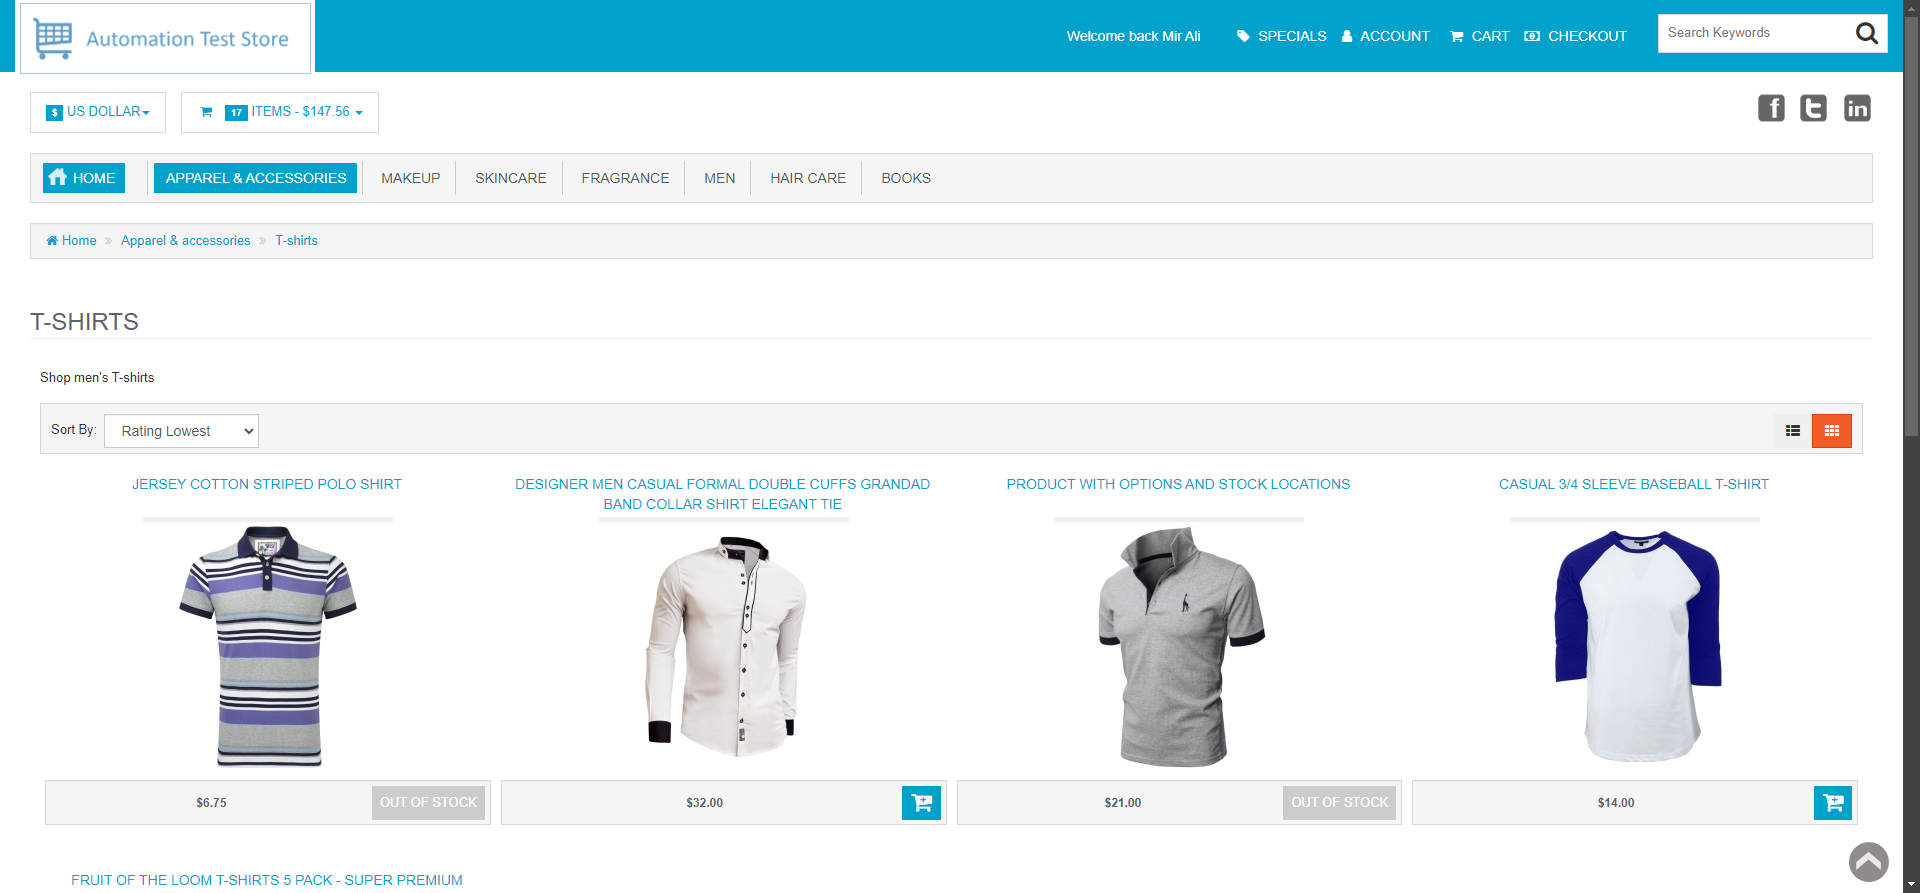 Automation Test Store
Welcome back Mir Ali
SPECIALS
ACCOUNT
CART
CHECKOUT
Search Keywords
$ US DOLLAR
17 ITEMS - $147.56
HOME
APPAREL & ACCESSORIES
MAKEUP
SKINCARE
FRAGRANCE
MEN
HAIR CARE
BOOKS
Home » Apparel & accessories » T-shirts
T-SHIRTS
Shop men's T-shirts
Sort By: Rating Lowest
JERSEY COTTON STRIPED POLO SHIRT
$6.75
OUT OF STOCK
DESIGNER MEN CASUAL FORMAL DOUBLE CUFFS GRANDAD
BAND COLLAR SHIRT ELEGANT TIE
$32.00
PRODUCT WITH OPTIONS AND STOCK LOCATIONS
$21.00
OUT OF STOCK
CASUAL 3/4 SLEEVE BASEBALL T-SHIRT
$14.00
FRUIT OF THE LOOM T-SHIRTS 5 PACK - SUPER PREMIUM